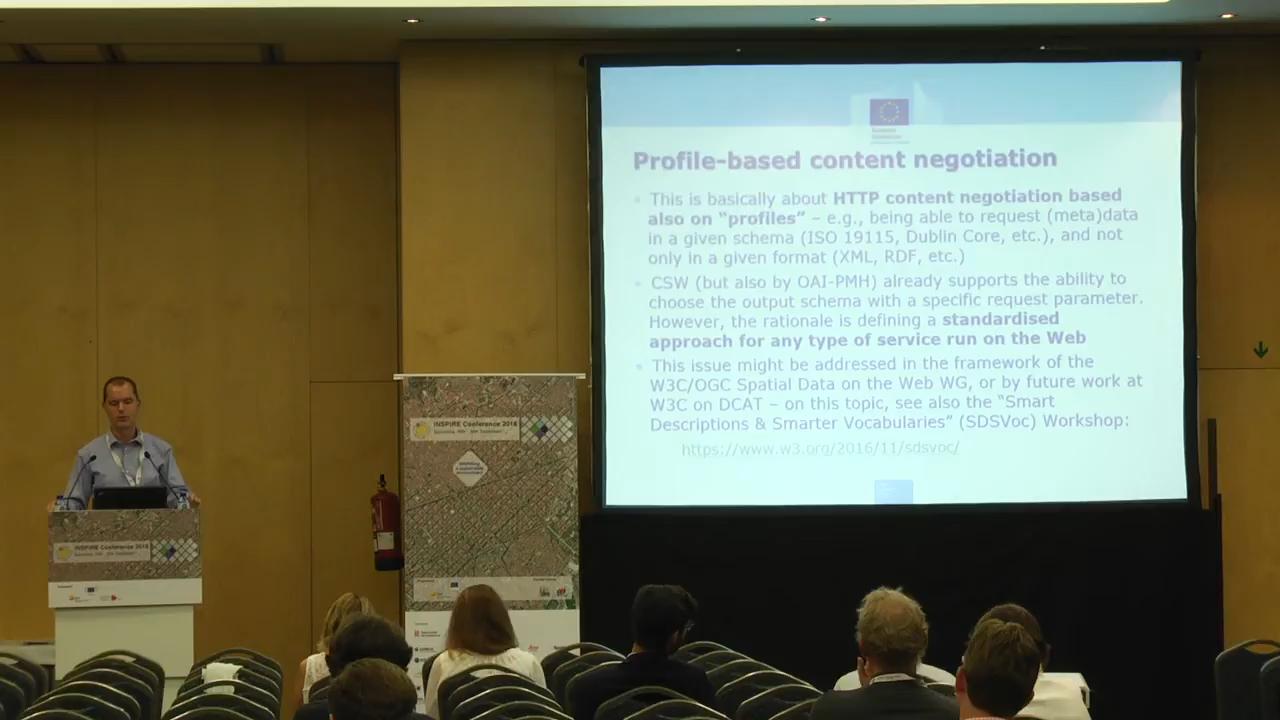 European
Commission
Profile-based content negotiation
This is basically about HTTP content negotiation based
also on “profiles” – e.g., being able to request (meta)data
in a given schema (ISO 19115, Dublin Core, etc.), and not
only in a given format (XML, RDF, etc.)
CSW (but also by OAI-PMH) already supports the ability to
choose the output schema with a specific request parameter.
However, the rationale is defining a standardised
approach for any type of service run on the Web
This issue might be addressed in the framework of the
W3C/OGC Spatial Data on the Web WG, or by future work at
W3C on DCAT – on this topic, see also the “Smart
Descriptions & Smarter Vocabularies” (SDSVoc) Workshop:
https://www.w3.org/2016/11/sdsvoc/
INSPIRE Conference 2016
INSPIRE Conference 2016